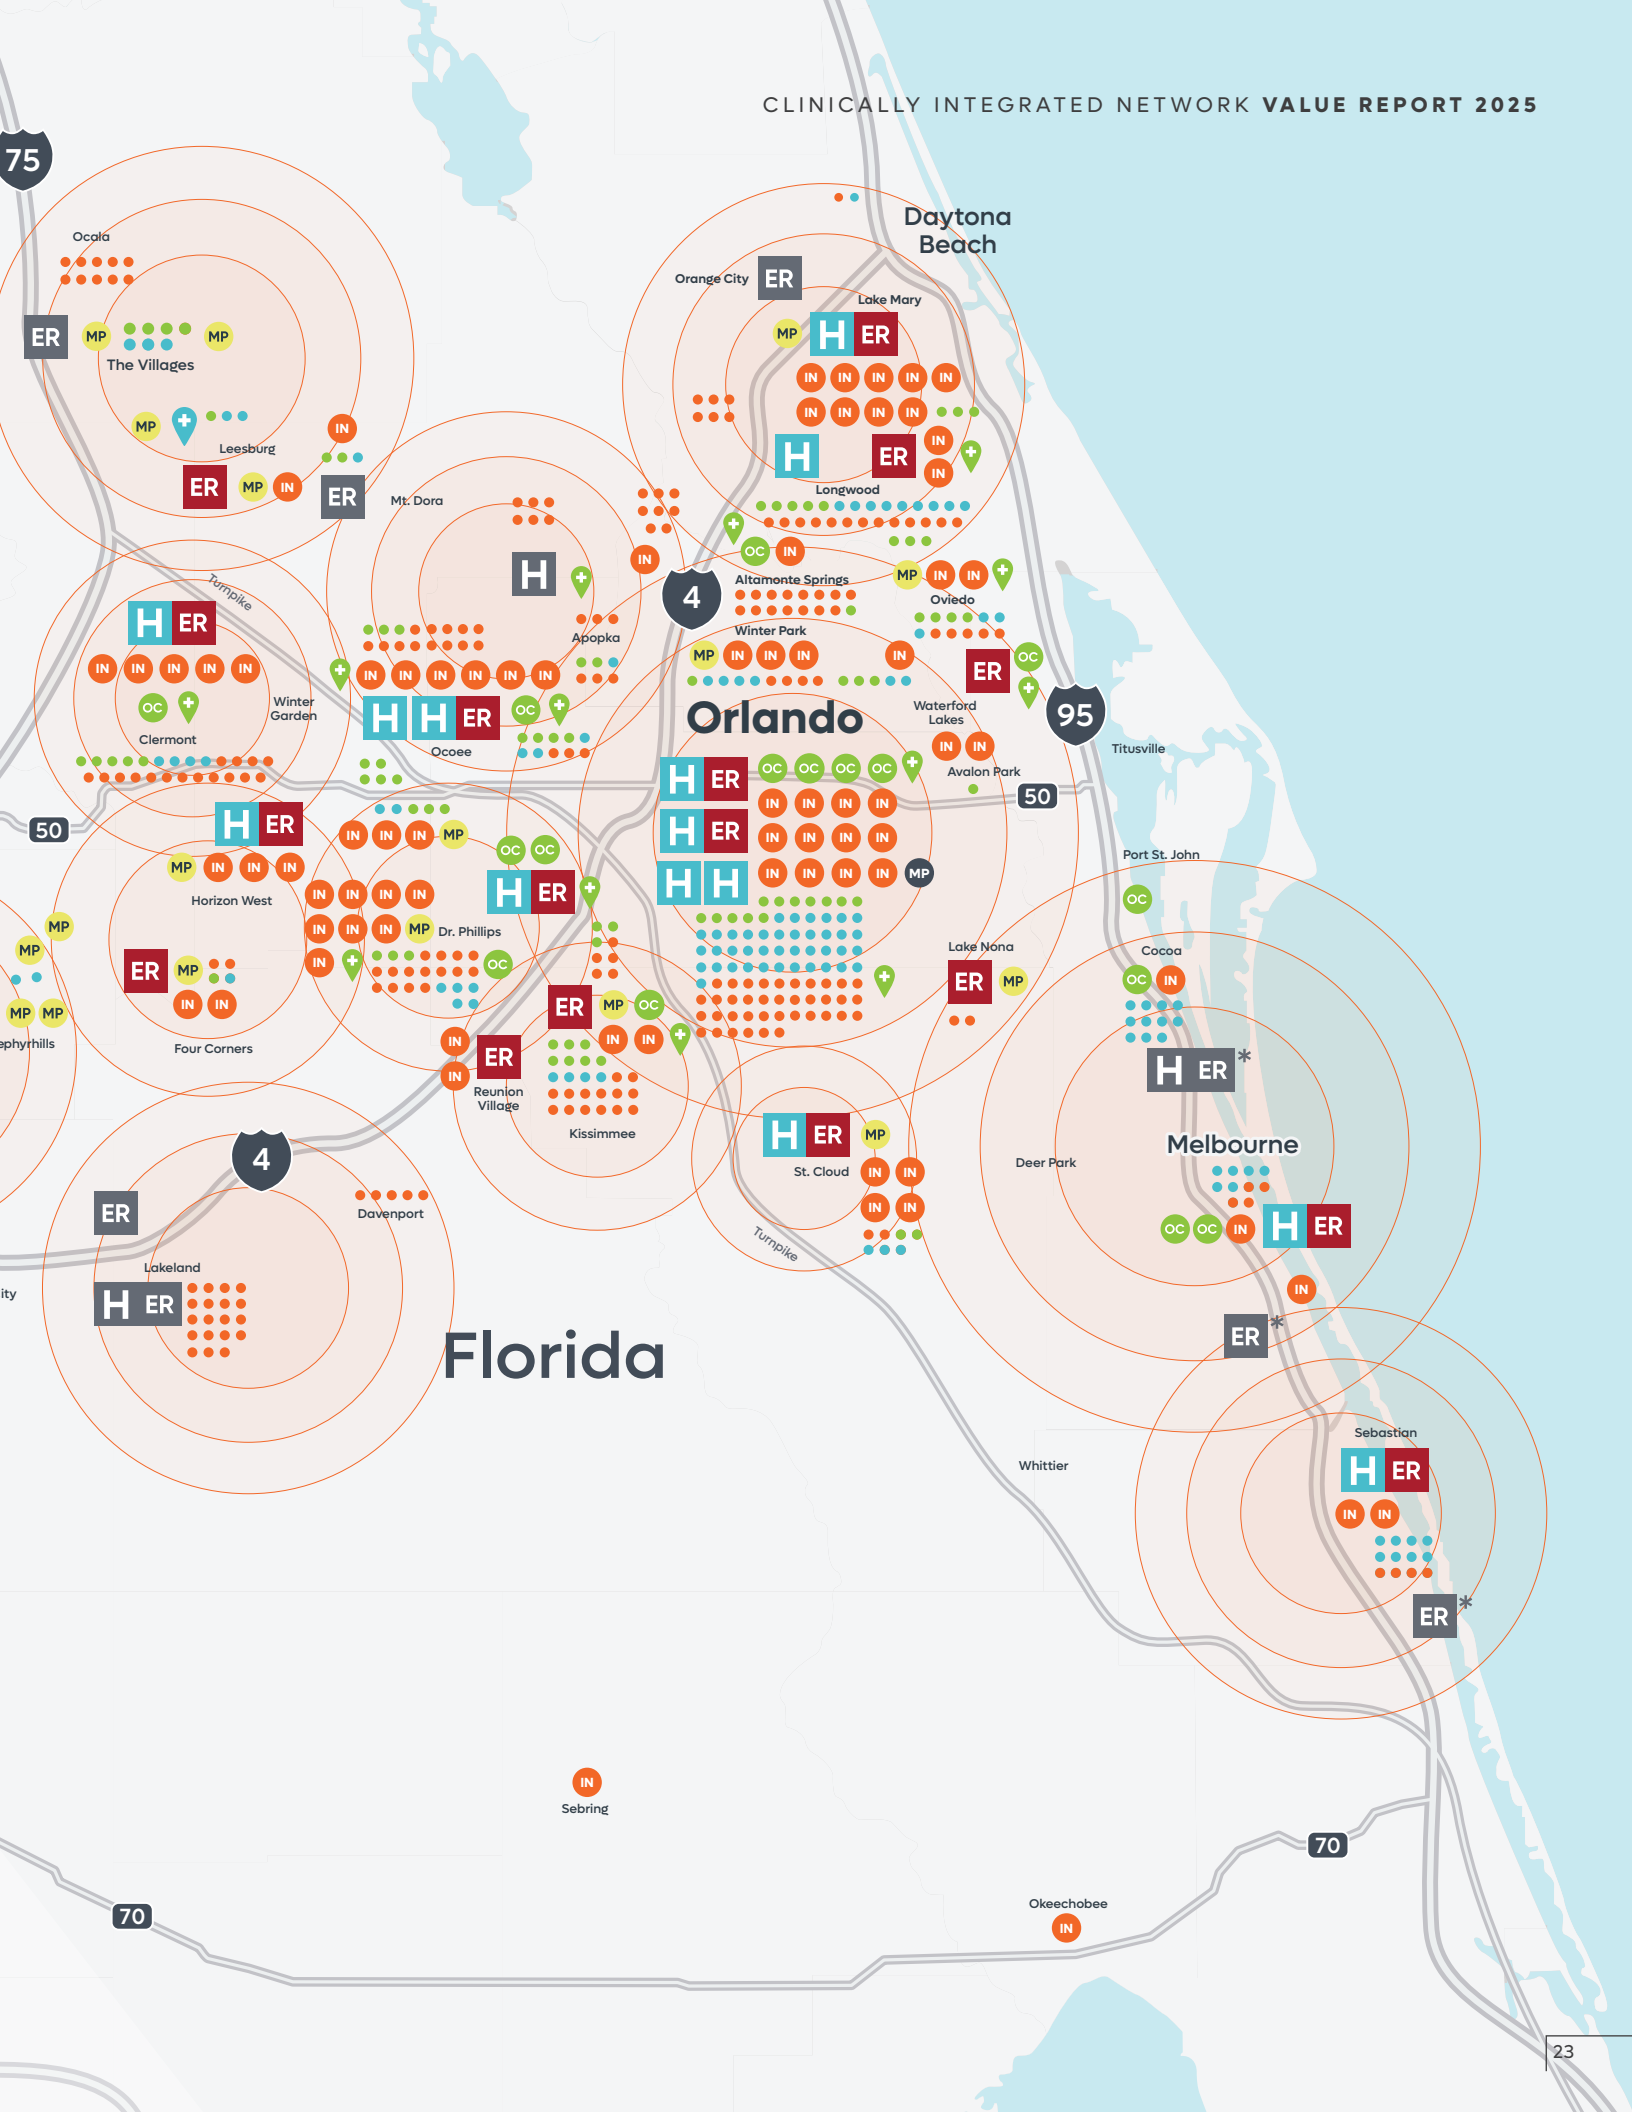 CLINICALLY INTEGRATED NETWORK VALUE REPORT 2025
75
Daytona
Beach
Ocala
Orange City
ER
Lake Mary
ER
MP
MP
MP
H
ER
The Villages
IN
IN
IN
IN
IN
MP
IN
IN
IN
IN
IN
Leesburg
H
ER
IN
IN
ER
MP
IN
ER
Mt. Dora
Longwood
OC
IN
IN
H
4
Altamonte Springs
MP
IN
IN
Oviedo
Turnpike
H
ER
Apopka
Winter Park
MP
IN
IN
IN
IN
ER
OC
IN
IN
IN
IN
IN
IN
IN
IN
IN
IN
IN
OC
Winter
Garden
H
H
ER
OC
Orlando
Waterford
Lakes
95
Clermont
Ocoee
IN
IN
Titusville
H
ER
OC
OC
OC
OC
Avalon Park
50
IN
IN
IN
IN
50
H
ER
IN
IN
IN
MP
H
ER
IN
IN
IN
IN
OC
OC
Port St. John
MP
IN
IN
IN
H
H
IN
IN
IN
IN
MP
Horizon West
IN
IN
IN
IN
H
ER
OC
MP
IN
IN
IN
MP
Dr. Phillips
MP
Lake Nona
Cocoa
ER
MP
IN
OC
ER
MP
OC
IN
MP
MP
IN
IN
ER
MP
OC
ephyrhills
Four Corners
IN
ER
IN
IN
IN
H
ER
*
Reunion
Village
Kissimmee
H
ER
MP
Melbourne
4
St. Cloud
IN
IN
Deer Park
ER
Davenport
IN
IN
OC
OC
IN
H
ER
Turnpike
Lakeland
ity
H
ER
IN
Florida
ER
*
Sebastian
Whittier
H
ER
IN
IN
ER
*
IN
Sebring
70
70
Okeechobee
IN
23